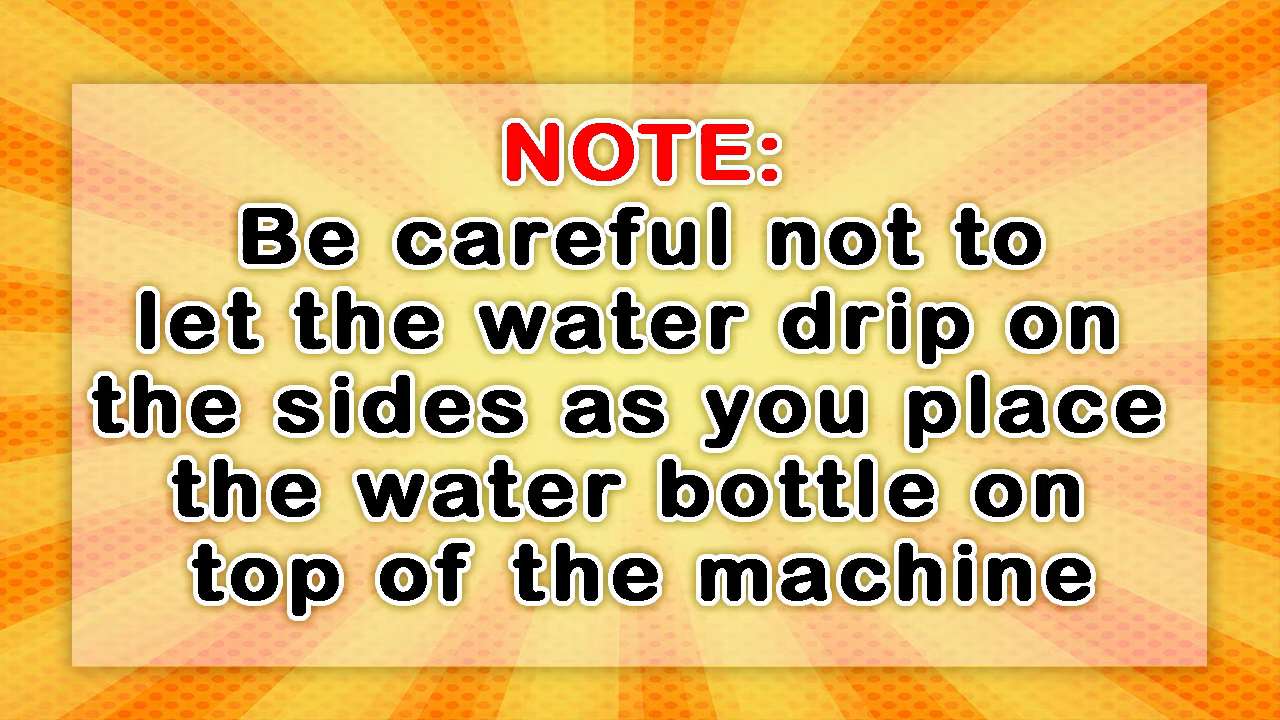 NOTE:
Be careful not to
let the water drip on
the sides as you place
the water bottle on
top of the machine